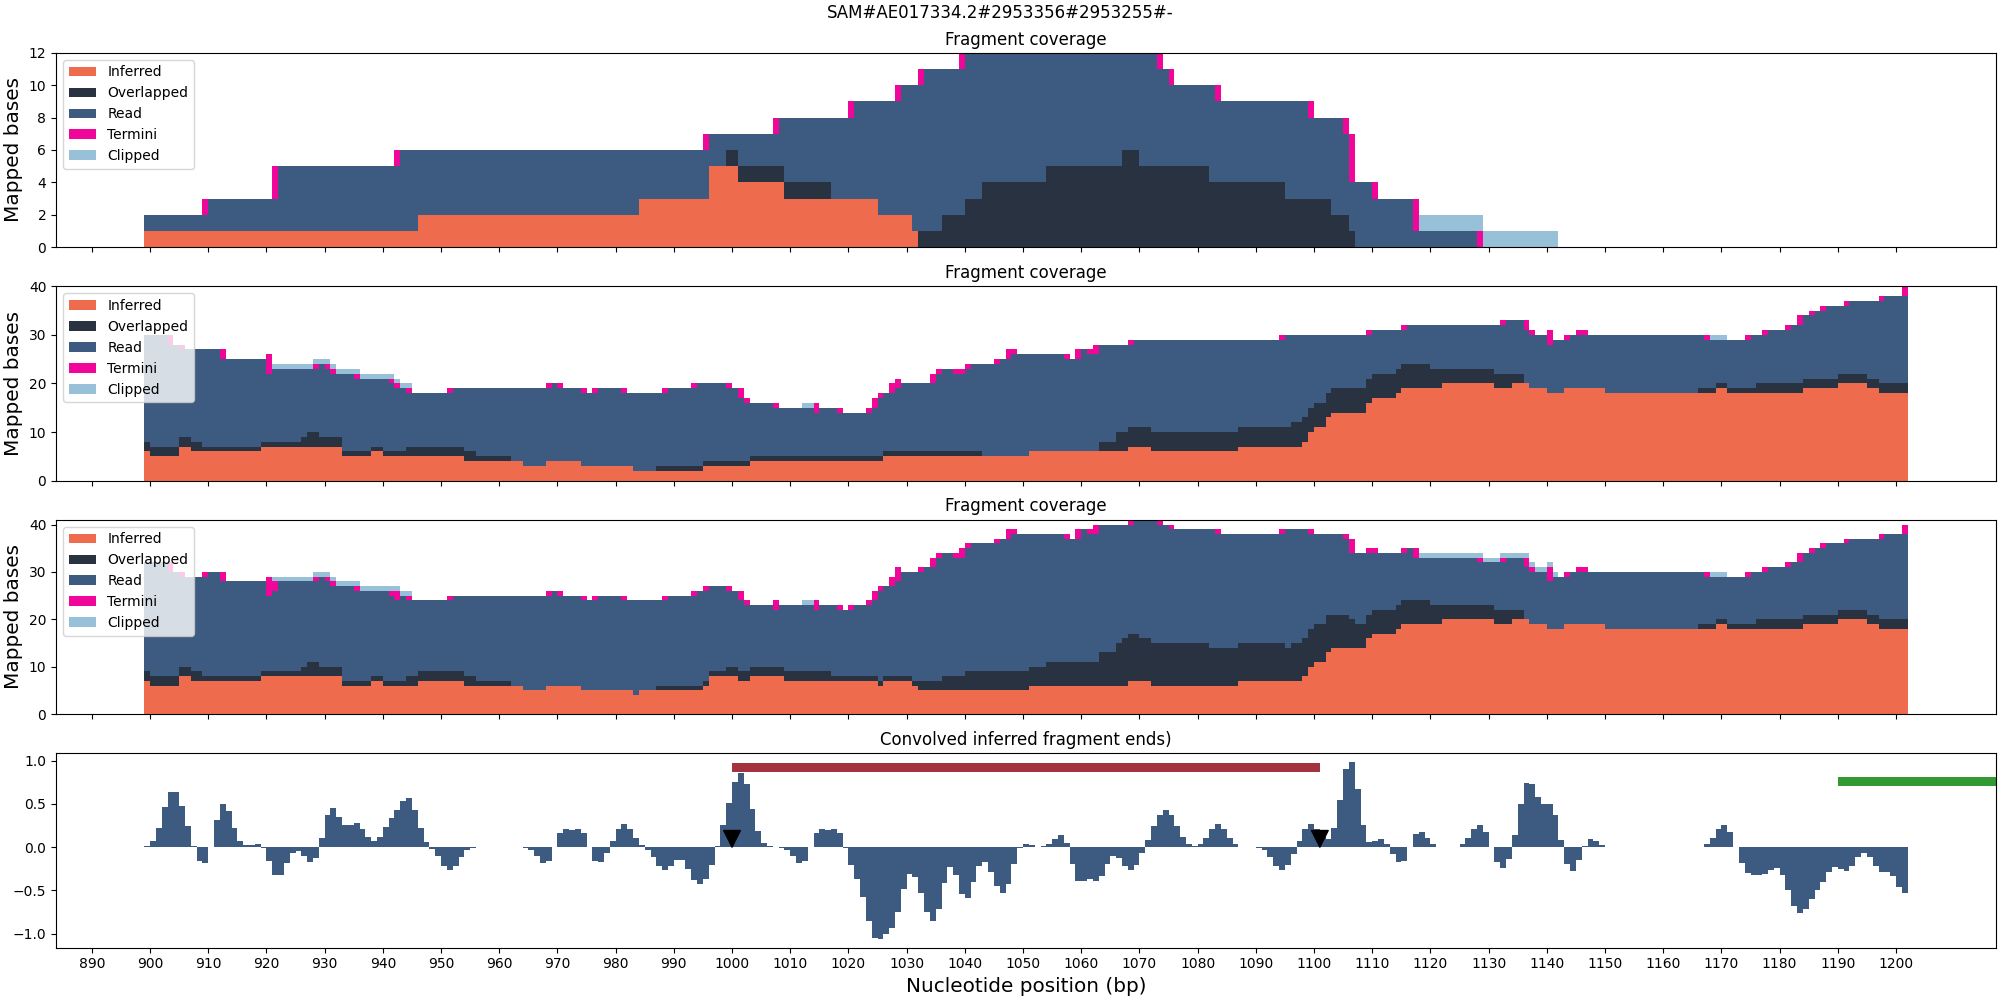 SAM#AE017334.2#2953356#2953255#-
Fragment coverage
Mapped bases
12
10
8
6
4
2
0
Inferred
Overlapped
Read
Termini
Clipped
Fragment coverage
Mapped bases
40
30
20
10
0
Inferred
Overlapped
Read
Termini
Clipped
Fragment coverage
Mapped bases
40
30
20
10
0
Inferred
Overlapped
Read
Termini
Clipped
Convolved inferred fragment ends)
1.0
0.5
0.0
−0.5
−1.0
890 900 910 920 930 940 950 960 970 980 990 1000 1010 1020 1030 1040 1050 1060 1070 1080 1090 1100 1110 1120 1130 1140 1150 1160 1170 1180 1190 1200
Nucleotide position (bp)